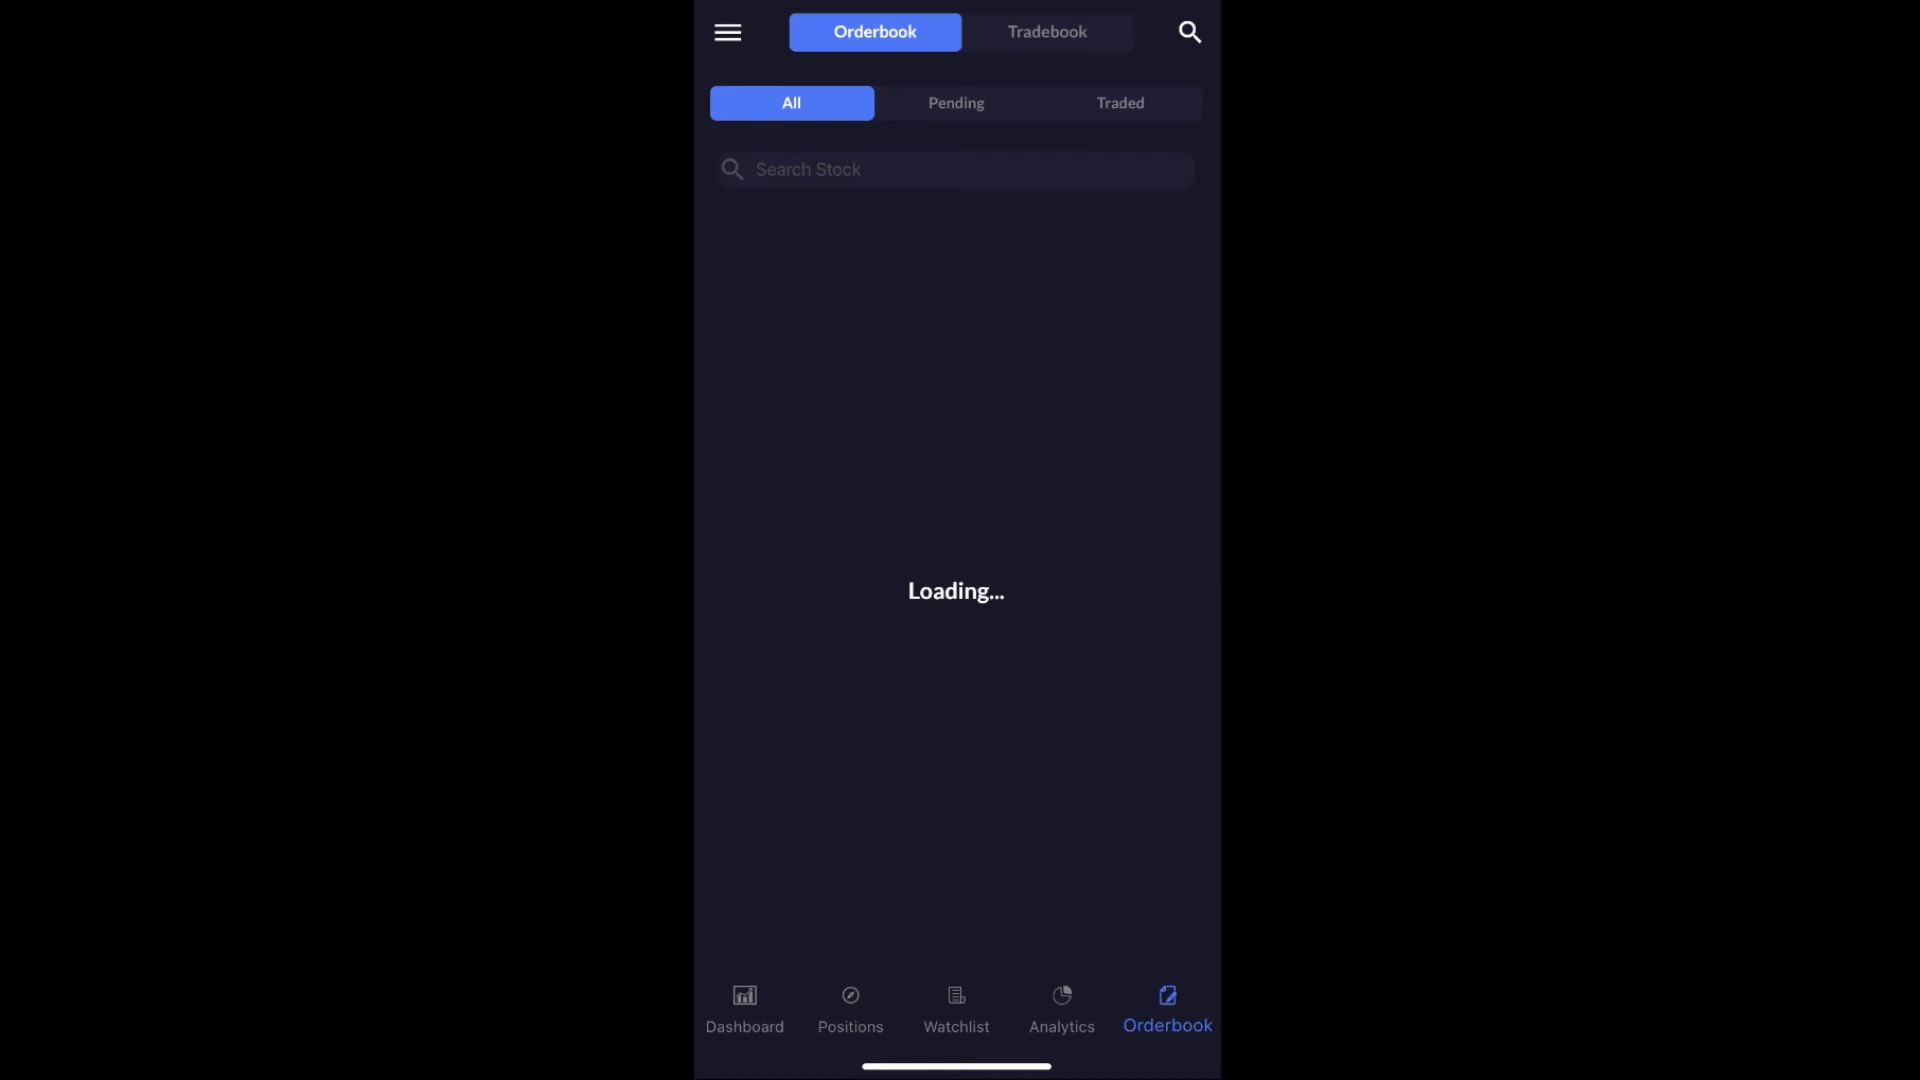 Orderbook Tradebook
All Pending Traded
Search Stock
Loading...
Dashboard Positions Watchlist Analytics Orderbook